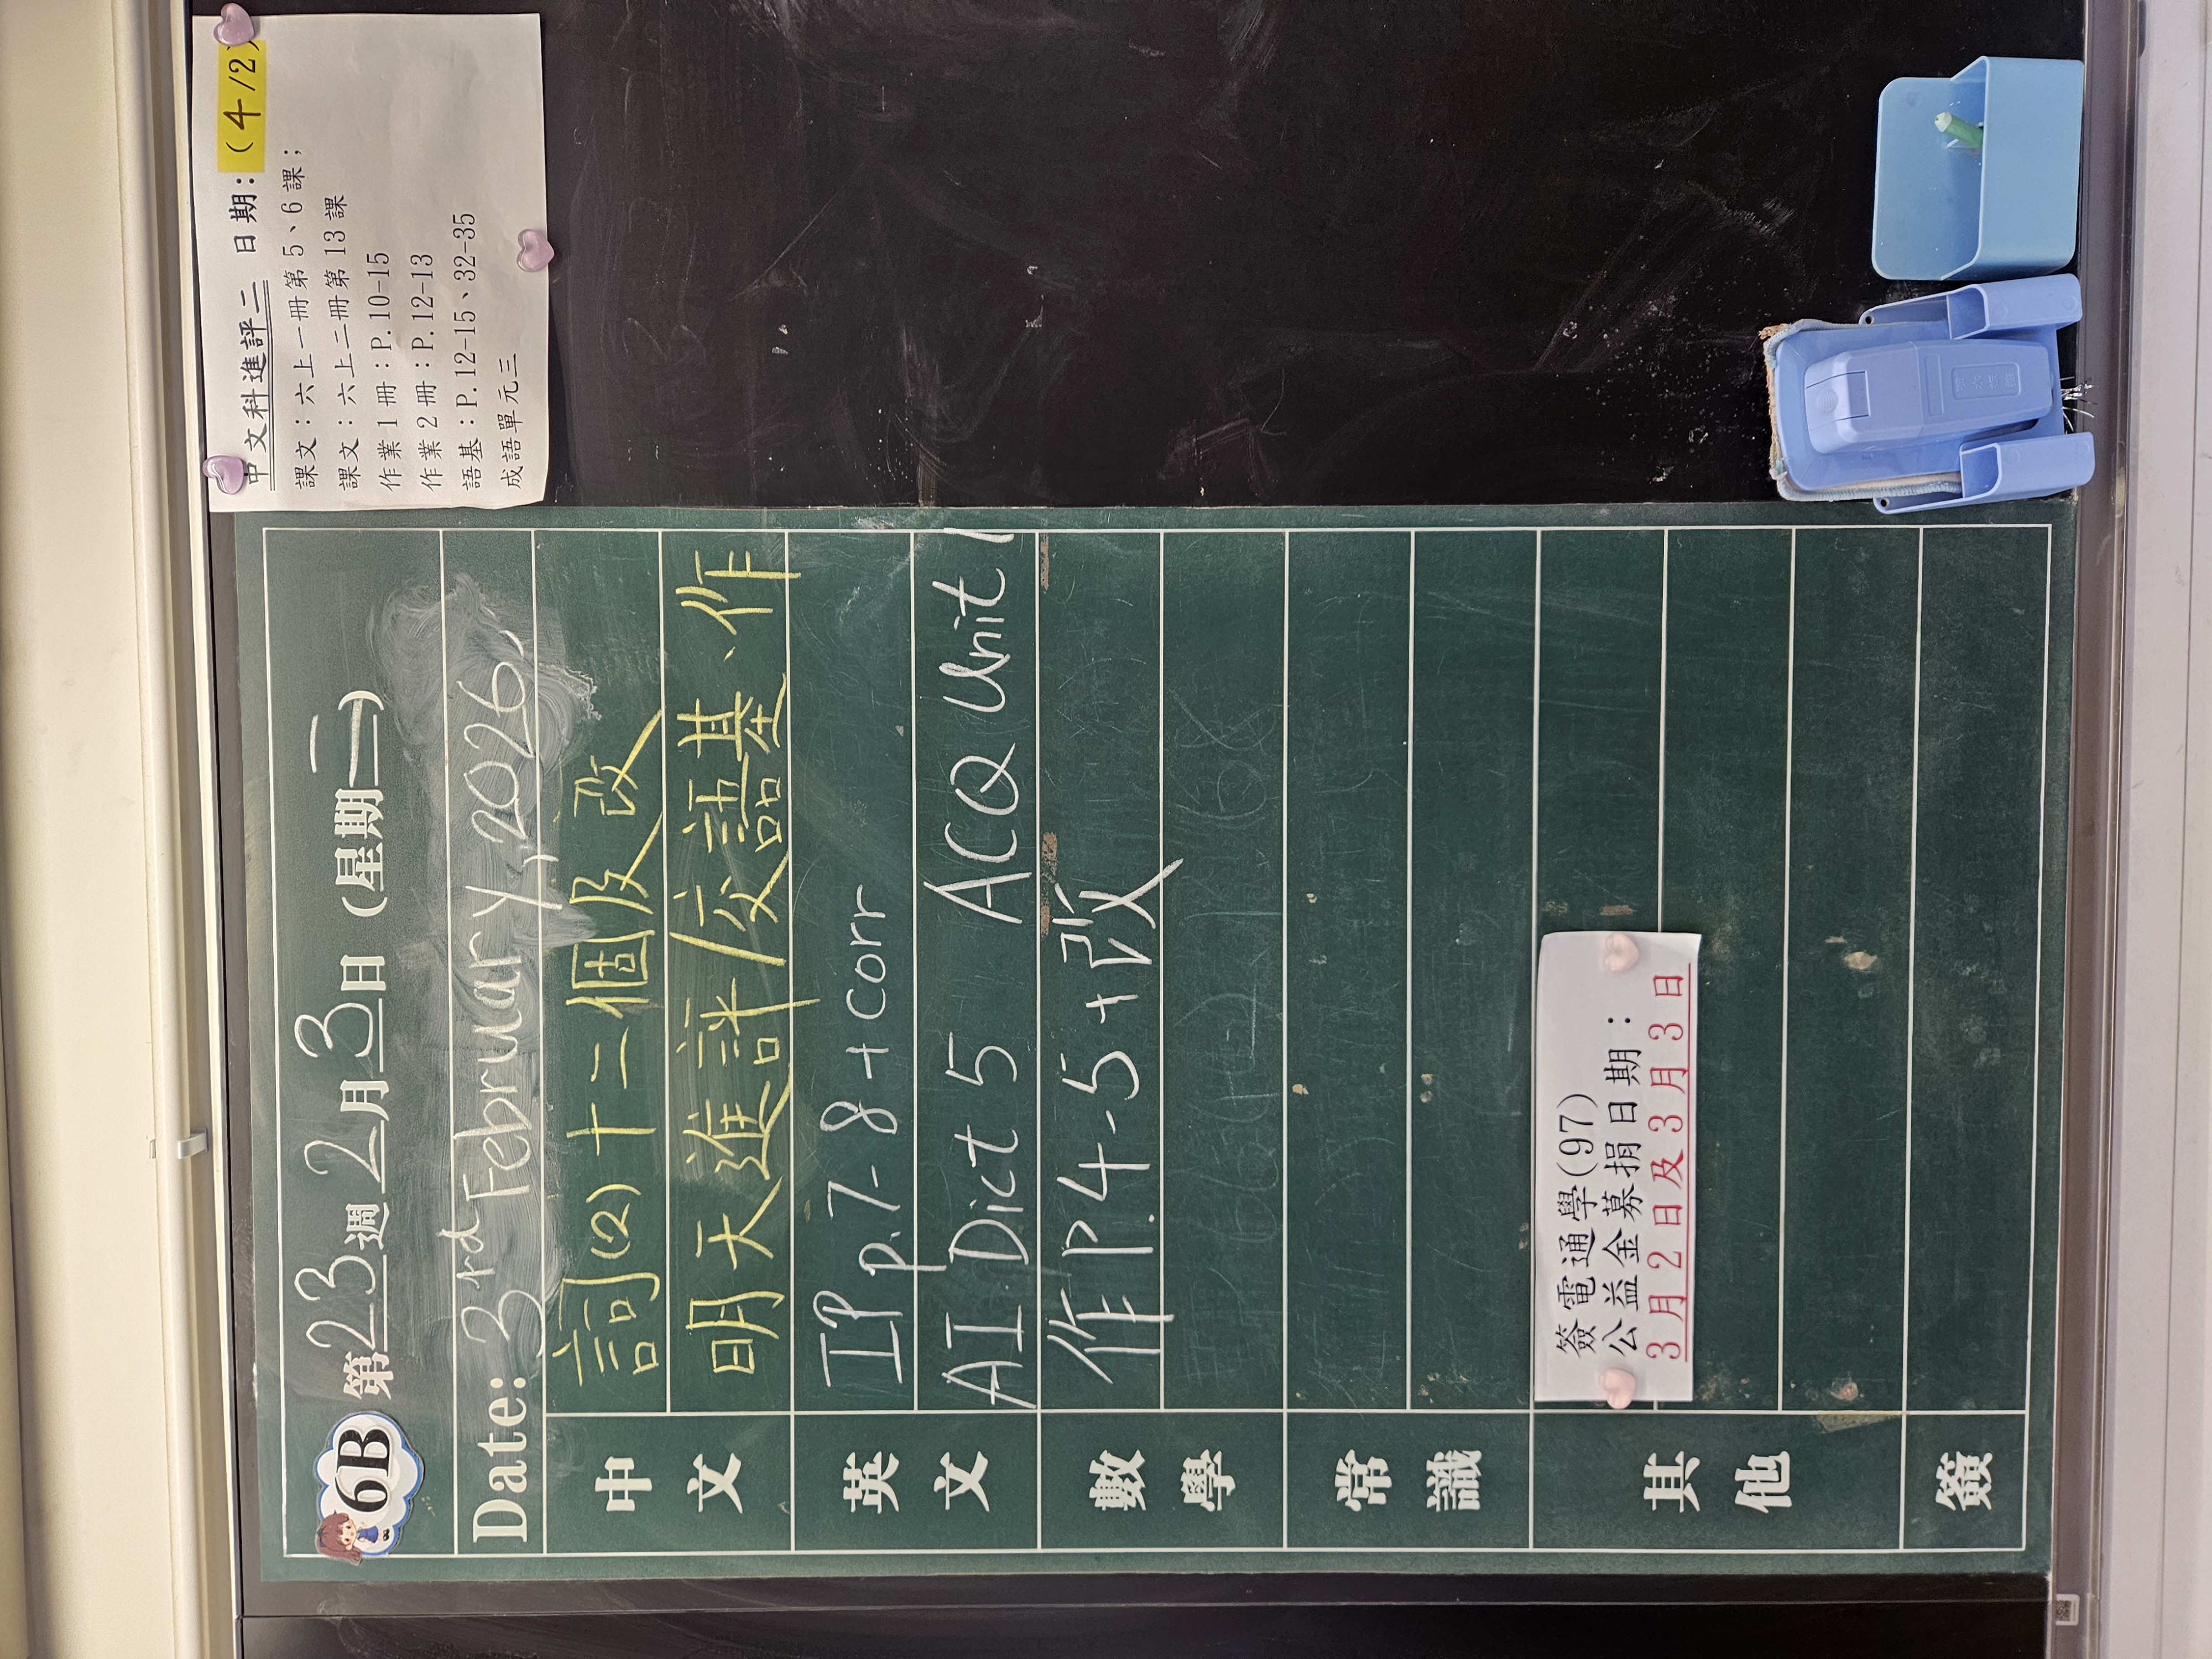 6B 第23週2月3日(星期二)
Date: 3rd February, 2026.
中文
詞(2)十二個及改
明天進評/交語基、作
英文
IP p.7-8 + corr
AI Dict 5 ACQ Unit 1
數學
作P.4-5+改
常識
其他
簽電通學(97)
公益金募捐日期：
3月2日及3月3日
簽
中文科進評二 日期：(4/2)
課文：六上一冊第5、6課；
課文：六上二冊第13課
作業1冊：P.10-15
作業2冊：P.12-13
語基：P.12-15、32-35
成語單元三